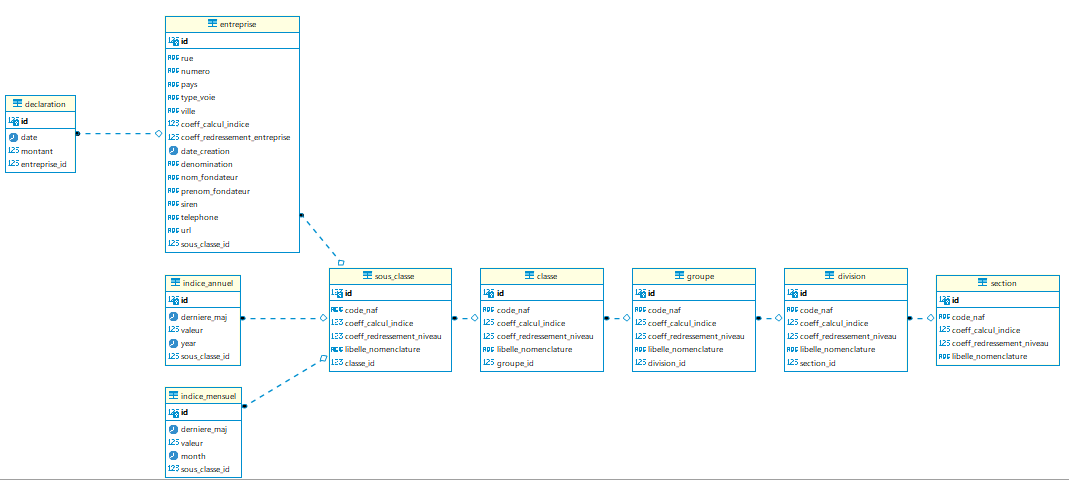 declaration
id
date
montant
entreprise_id
entreprise
id
rue
numero
pays
type_voie
ville
coeff_calcul_indice
coeff_redressement_entreprise
date_creation
denomination
nom_fondateur
prenom_fondateur
siren
telephone
url
sous_classe_id
indice_annuel
id
derniere_maj
valeur
year
sous_classe_id
indice_mensuel
id
derniere_maj
valeur
month
sous_classe_id
sous_classe
id
code_naf
coeff_calcul_indice
coeff_redressement_niveau
libelle_nomenclature
classe_id
classe
id
code_naf
coeff_calcul_indice
coeff_redressement_niveau
libelle_nomenclature
groupe_id
groupe
id
code_naf
coeff_calcul_indice
coeff_redressement_niveau
libelle_nomenclature
division_id
division
id
code_naf
coeff_calcul_indice
coeff_redressement_niveau
libelle_nomenclature
section_id
section
id
code_naf
coeff_calcul_indice
coeff_redressement_niveau
libelle_nomenclature